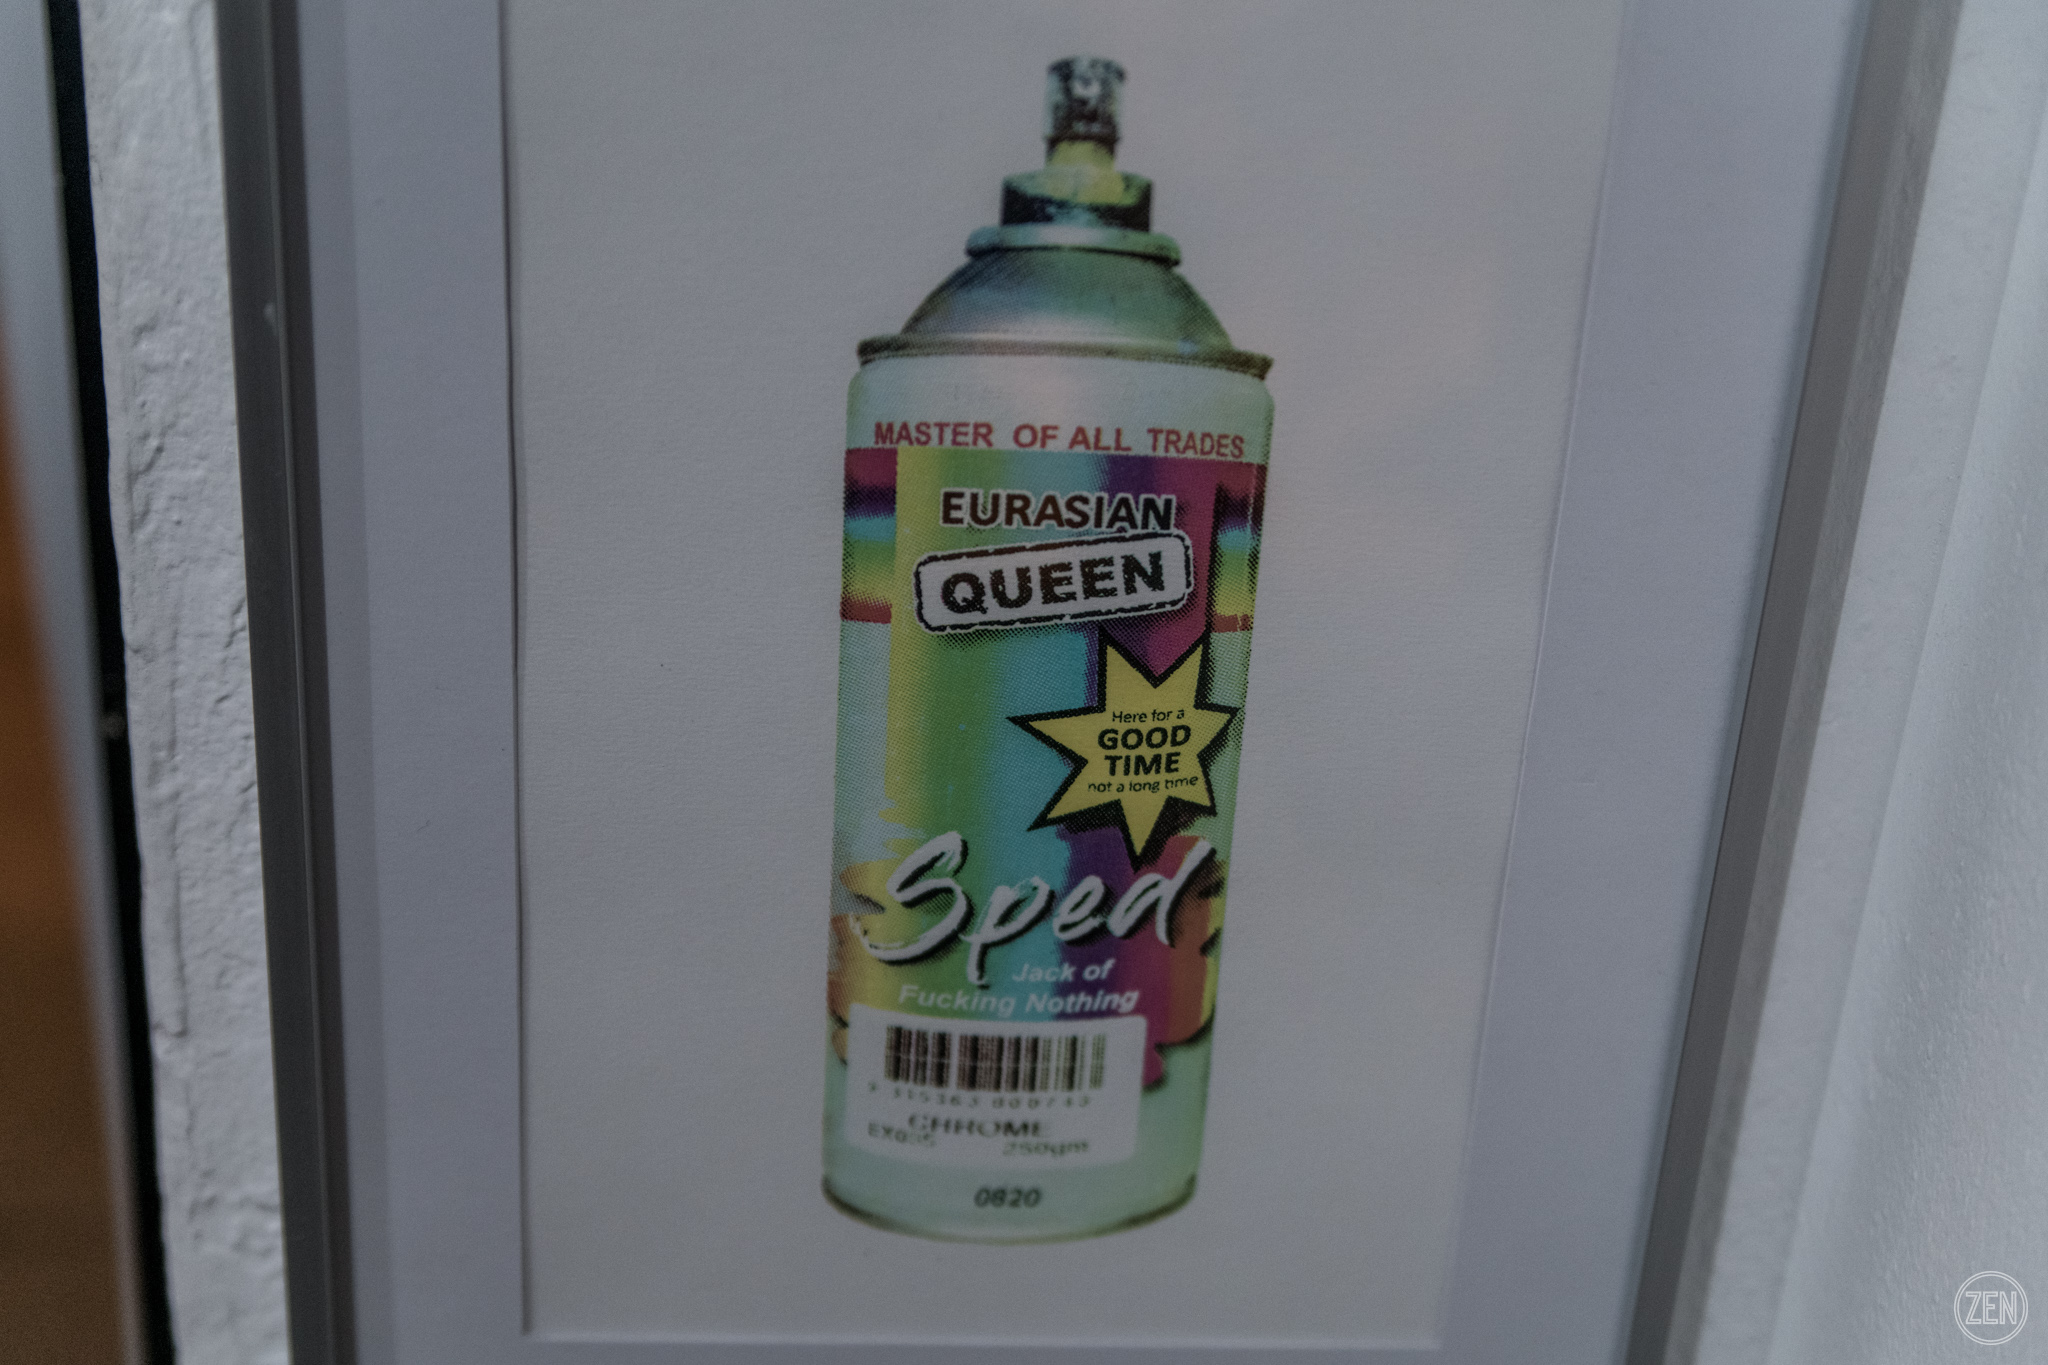 MASTER OF ALL TRADES
EURASIAN
QUEEN
Here for a
GOOD
TIME
not a long time
Sped
Jack of
Fucking Nothing
CHROME
250gm
0820
ZEN